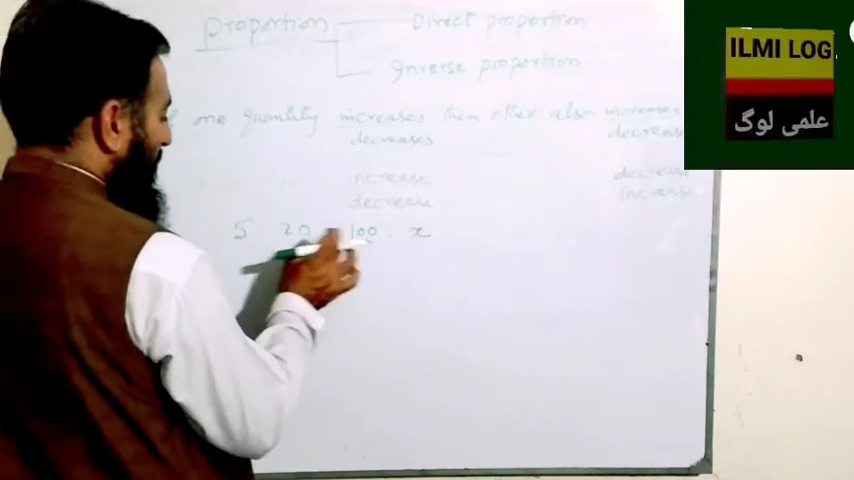 proportion Direct proportion
Inverse proportion
one quantity increases then other also increases
decreases decreases
increase decrease
decrease increase
5 20 100 x
ILMI LOG
علمی لوگ